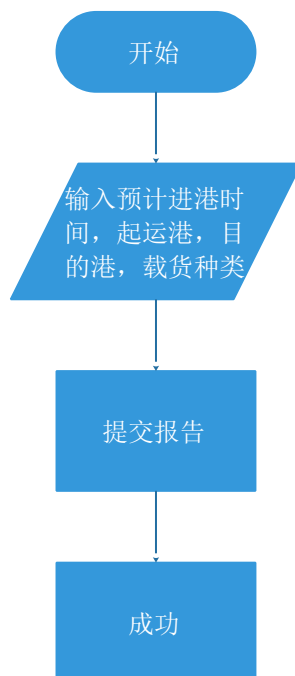 开始
输入预计进港时
间，起运港，目
的港，载货种类
提交报告
成功